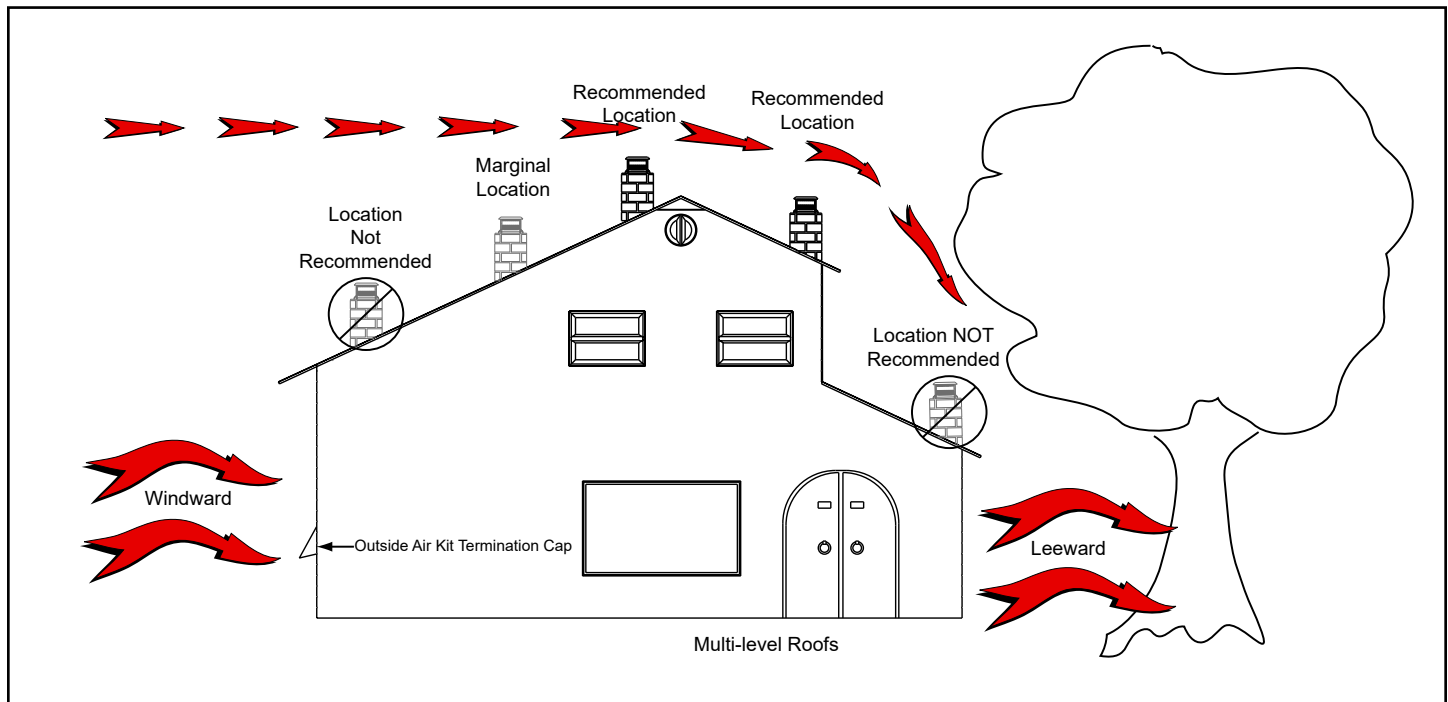 Recommended
Location
Recommended
Location
Marginal
Location
Location
Not
Recommended
Location NOT
Recommended
Windward
Outside Air Kit Termination Cap
Leeward
Multi-level Roofs